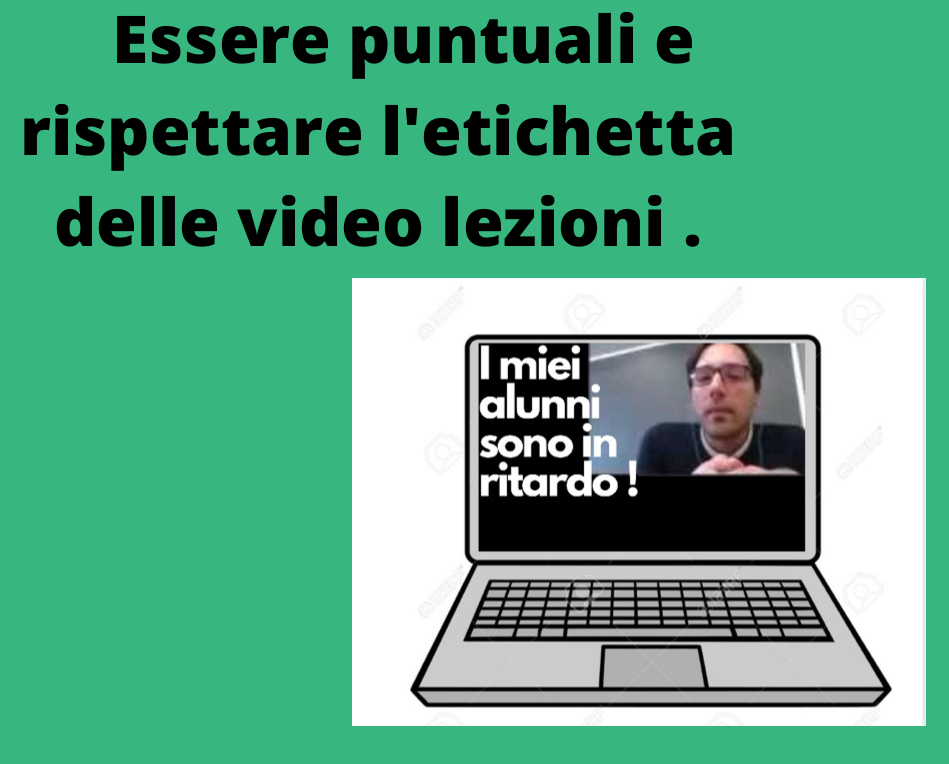 Essere puntuali e
rispettare l'etichetta
delle video lezioni .
I miei
alunni
sono in
ritardo !